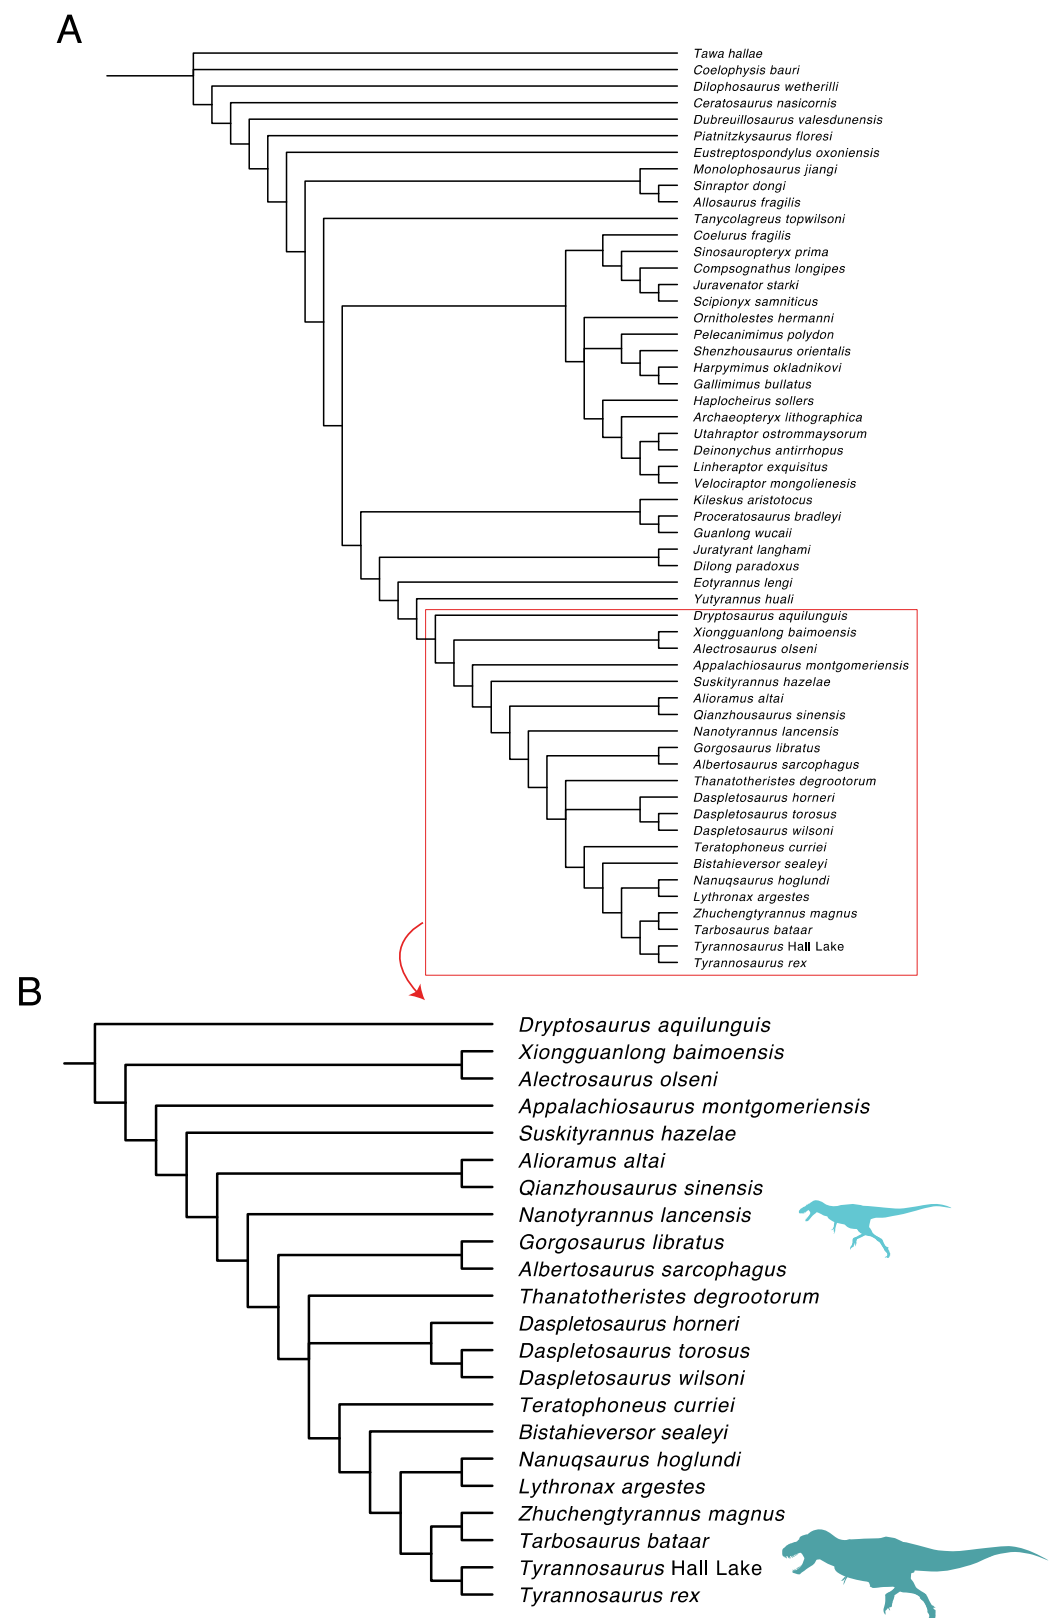 A
Tawa hallae
Coelophysis bauri
Dilophosaurus wetherilli
Ceratosaurus nasicornis
Dubreuillosaurus valesdunensis
Piatnitzkysaurus floresi
Eustreptospondylus oxoniensis
Monolophosaurus jiangi
Sinraptor dongi
Allosaurus fragilis
Tanycolagreus topwilsoni
Coelurus fragilis
Sinosauropteryx prima
Compsognathus longipes
Juravenator starki
Scipionyx samniticus
Ornitholestes hermanni
Pelecanimimus polydon
Shenzhousaurus orientalis
Harpymimus okladnikovi
Gallimimus bullatus
Haplocheirus sollers
Archaeopteryx lithographica
Utahraptor ostrommaysorum
Deinonychus antirrhopus
Linheraptor exquisitus
Velociraptor mongolienesis
Kileskus aristotocus
Proceratosaurus bradleyi
Guanlong wucaii
Juratyrant langhami
Dilong paradoxus
Eotyrannus lengi
Yutyrannus huali
Dryptosaurus aquilunguis
Xiongguanlong baimoensis
Alectrosaurus olseni
Appalachiosaurus montgomeriensis
Suskityrannus hazelae
Alioramus altai
Qianzhousaurus sinensis
Nanotyrannus lancensis
Gorgosaurus libratus
Albertosaurus sarcophagus
Thanatotheristes degrootorum
Daspletosaurus horneri
Daspletosaurus torosus
Daspletosaurus wilsoni
Teratophoneus curriei
Bistahieversor sealeyi
Nanuqsaurus hoglundi
Lythronax argestes
Zhuchengtyrannus magnus
Tarbosaurus bataar
Tyrannosaurus Hall Lake
Tyrannosaurus rex
B
Dryptosaurus aquilunguis
Xiongguanlong baimoensis
Alectrosaurus olseni
Appalachiosaurus montgomeriensis
Suskityrannus hazelae
Alioramus altai
Qianzhousaurus sinensis
Nanotyrannus lancensis
Gorgosaurus libratus
Albertosaurus sarcophagus
Thanatotheristes degrootorum
Daspletosaurus horneri
Daspletosaurus torosus
Daspletosaurus wilsoni
Teratophoneus curriei
Bistahieversor sealeyi
Nanuqsaurus hoglundi
Lythronax argestes
Zhuchengtyrannus magnus
Tarbosaurus bataar
Tyrannosaurus Hall Lake
Tyrannosaurus rex